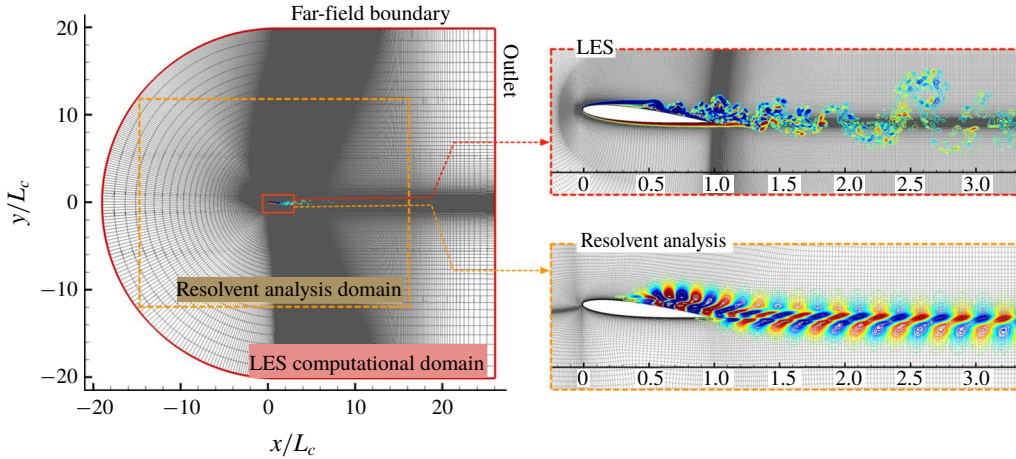 Far-field boundary
20
10
0
−10
−20
y/L_c
−20
−10
0
10
20
x/L_c
Outlet
Resolvent analysis domain
LES computational domain
LES
0 0.5 1.0 1.5 2.0 2.5 3.0
Resolvent analysis
0 0.5 1.0 1.5 2.0 2.5 3.0